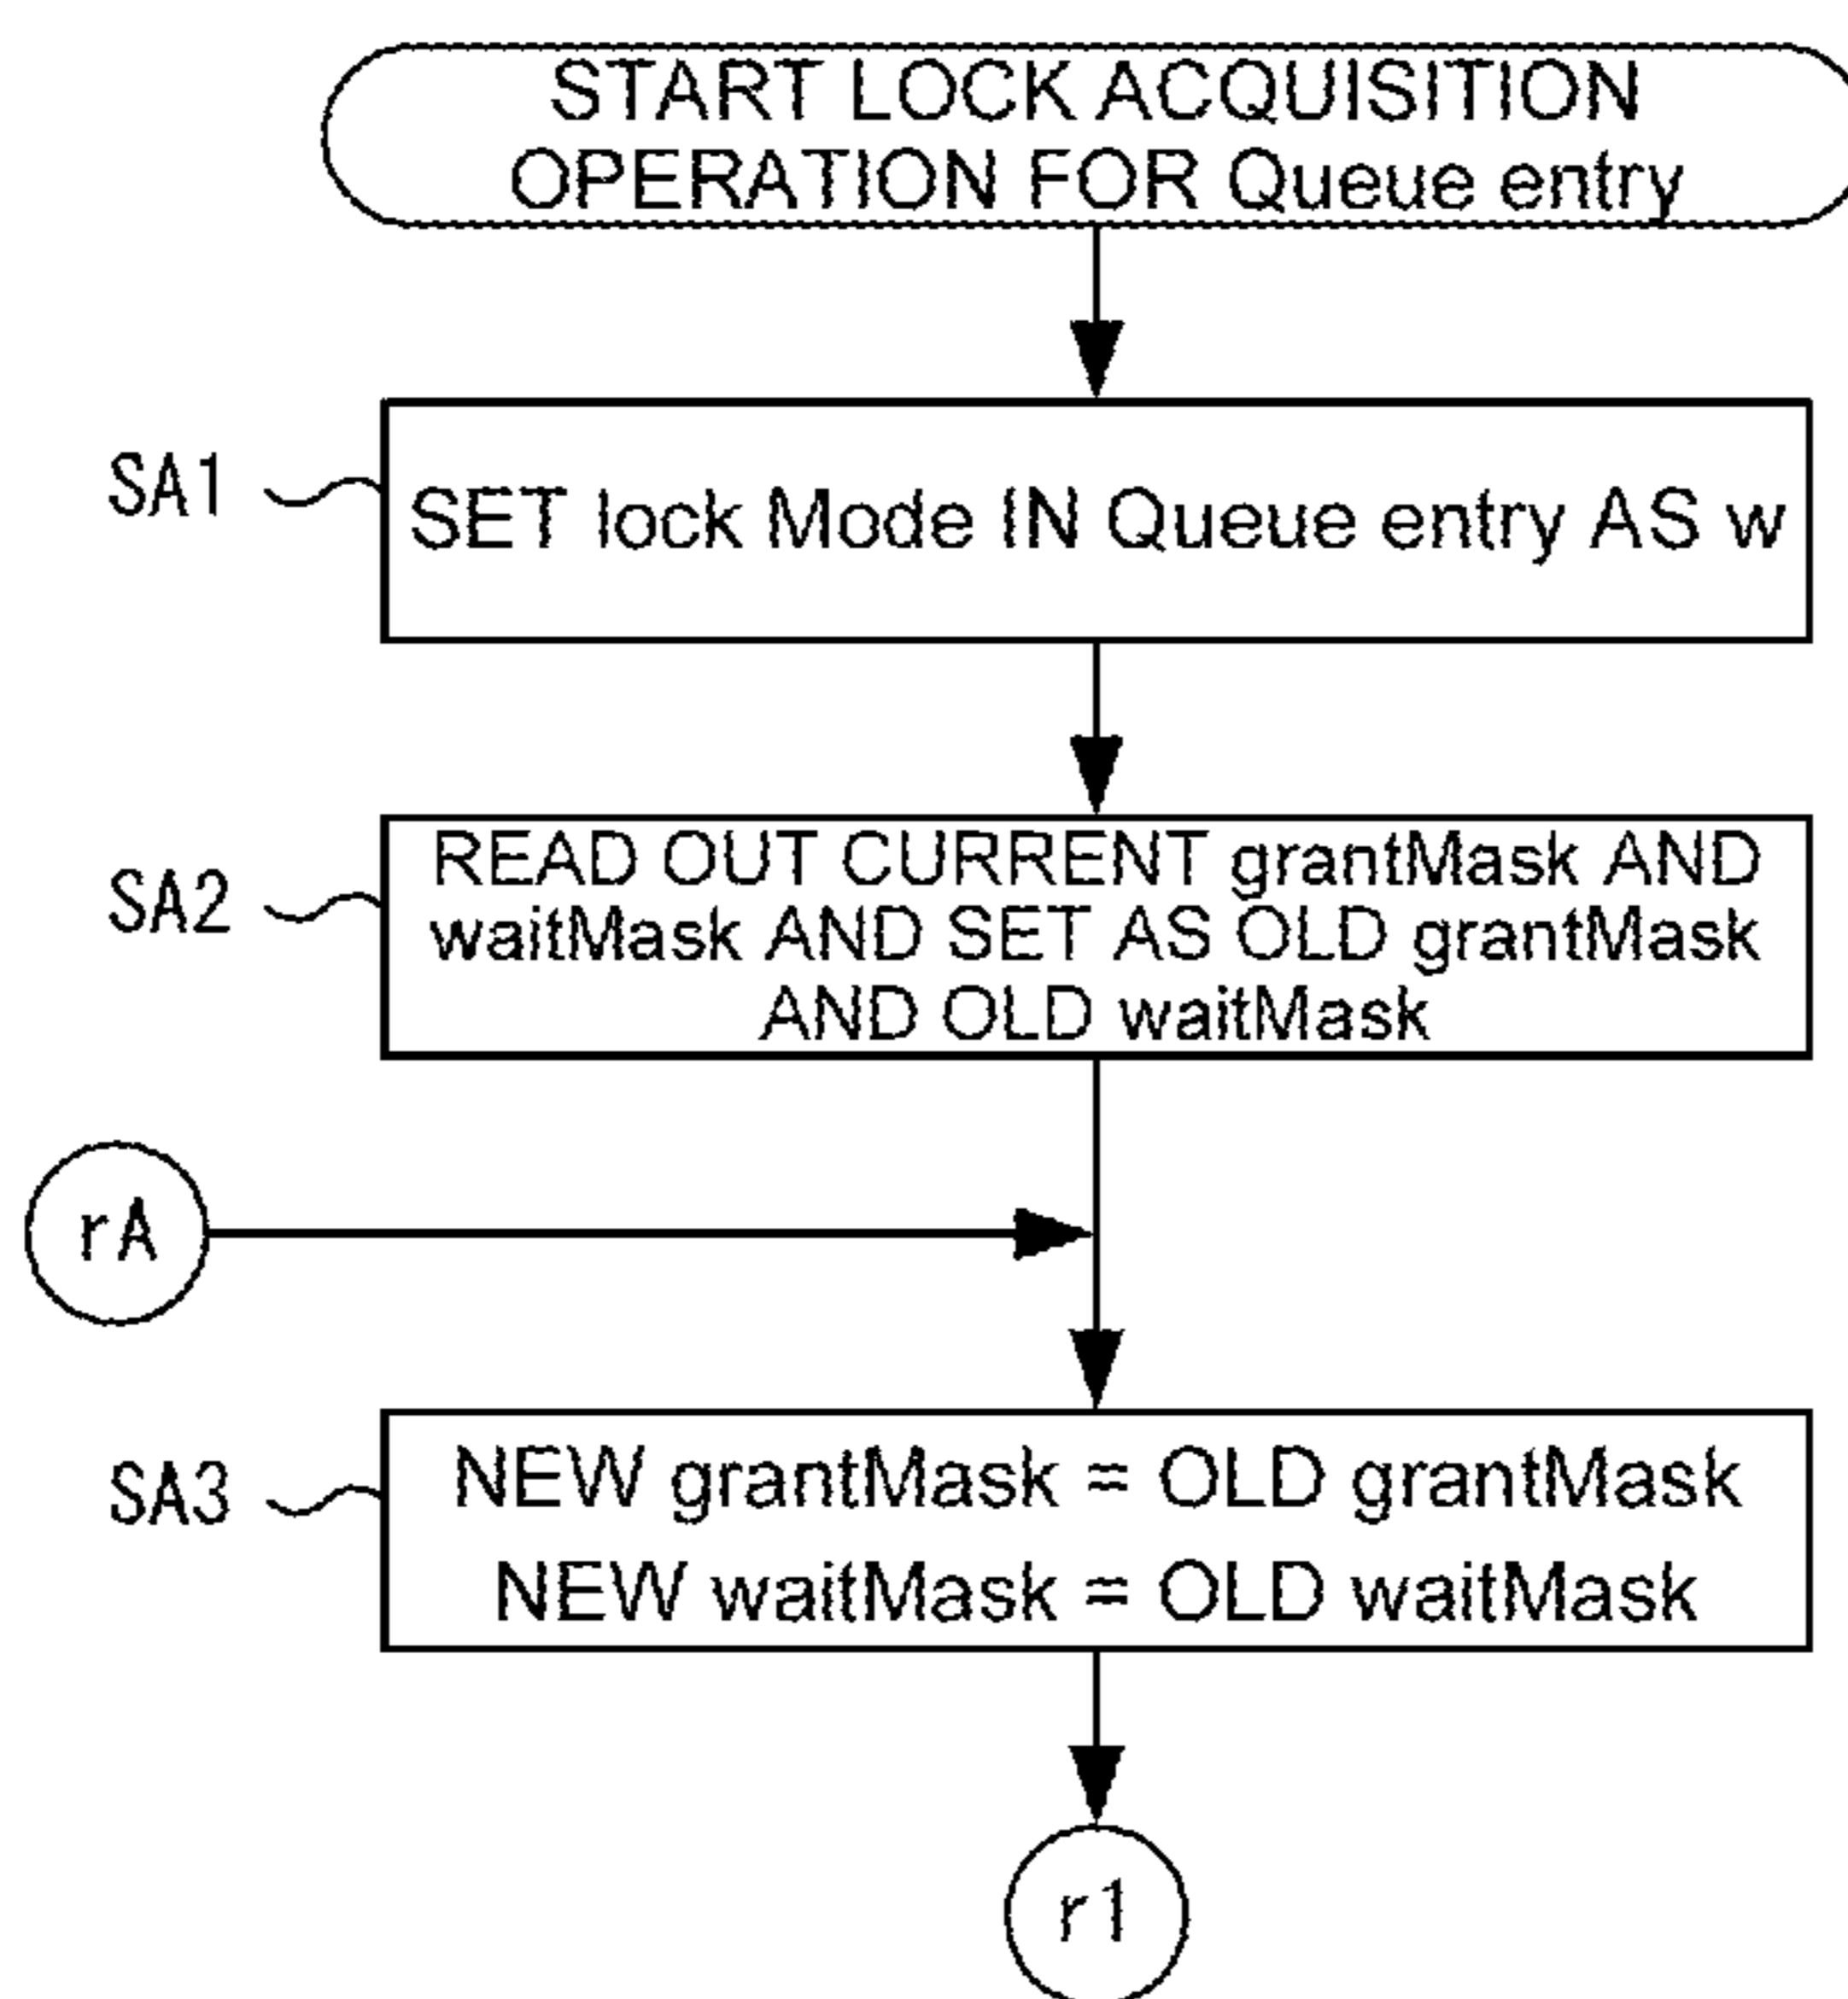 START LOCK ACQUISITION
OPERATION FOR Queue entry
SA1
SET lock Mode IN Queue entry AS w
SA2
READ OUT CURRENT grantMask AND
waitMask AND SET AS OLD grantMask
AND OLD waitMask
rA
SA3
NEW grantMask = OLD grantMask
NEW waitMask = OLD waitMask
r1